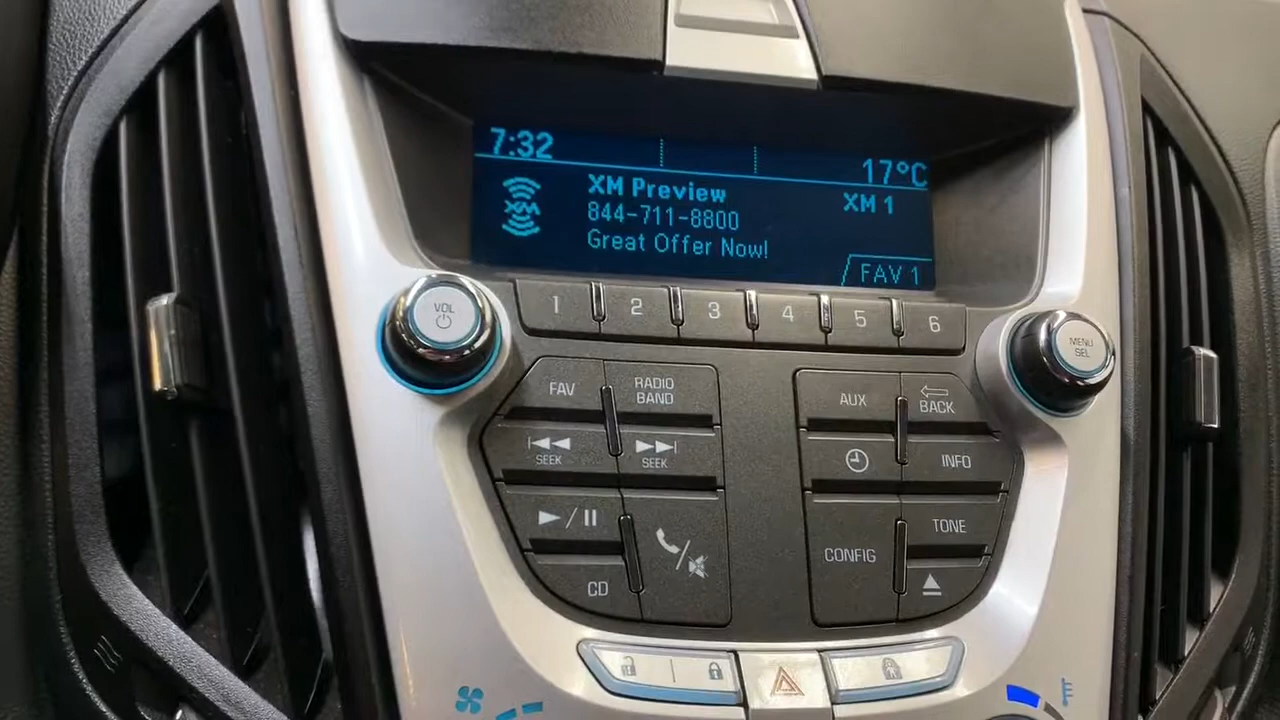 7:32
17°C
XM Preview
XM 1
XM
844-711-8800
Great Offer Now!
FAV 1
VOL
1 2 3 4 5 6
MENU
SEL
FAV
RADIO
BAND
AUX
BACK
SEEK
SEEK
INFO
CD
CONFIG
TONE